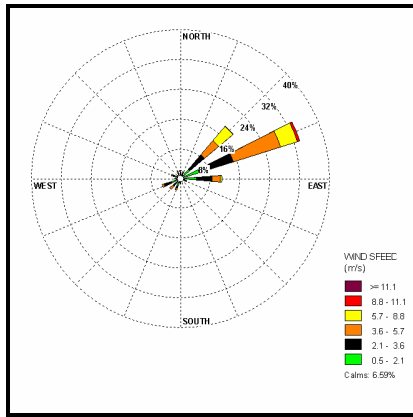 NORTH
40%
32%
24%
16%
8%
WEST
EAST
SOUTH
WIND SPEED
(m/s)
>= 11.1
8.8 - 11.1
5.7 - 8.8
3.6 - 5.7
2.1 - 3.6
0.5 - 2.1
Calms: 6.59%